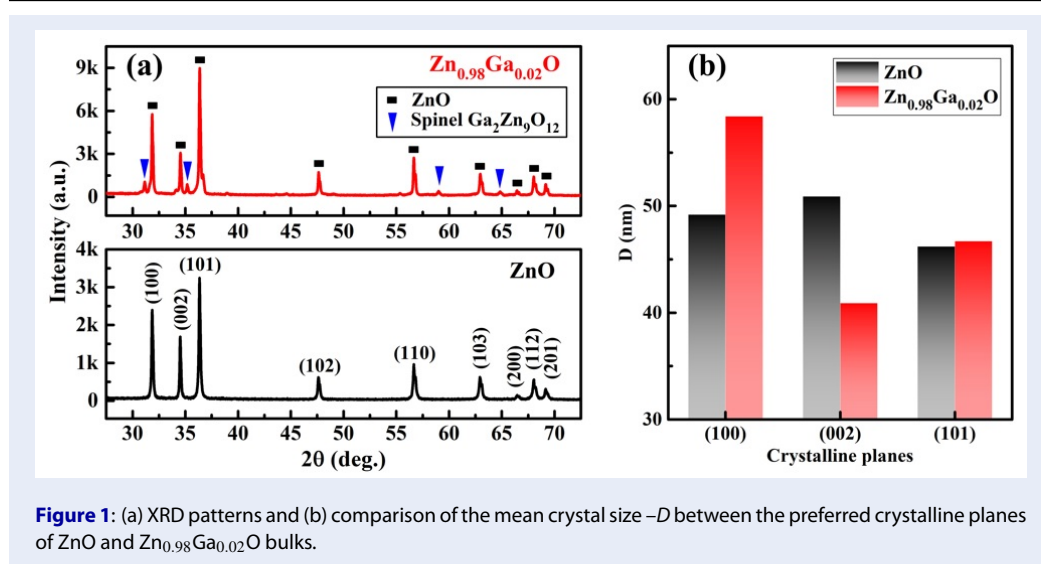 (a)
Zn0.98Ga0.02O
ZnO
Spinel Ga2Zn9O12
9k
6k
3k
0
30 35 40 45 50 55 60 65 70
Intensity (a.u.)
4k
3k
2k
1k
0
ZnO
(100)
(002)
(101)
(102)
(110)
(103)
(200)
(112)
(201)
30 35 40 45 50 55 60 65 70
2θ (deg.)
(b)
ZnO
Zn0.98Ga0.02O
60
50
40
30
D (nm)
(100) (002) (101)
Crystalline planes
Figure 1: (a) XRD patterns and (b) comparison of the mean crystal size –D between the preferred crystalline planes
of ZnO and Zn0.98Ga0.02O bulks.